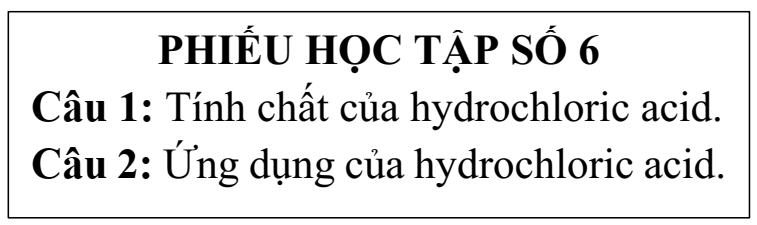 PHIẾU HỌC TẬP SỐ 6
Câu 1: Tính chất của hydrochloric acid.
Câu 2: Ứng dụng của hydrochloric acid.